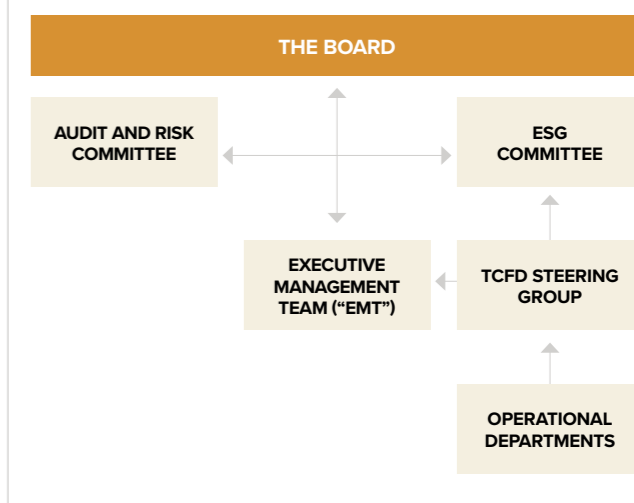 THE BOARD
AUDIT AND RISK
COMMITTEE
ESG
COMMITTEE
EXECUTIVE
MANAGEMENT
TEAM (“EMT”)
TCFD STEERING
GROUP
OPERATIONAL
DEPARTMENTS